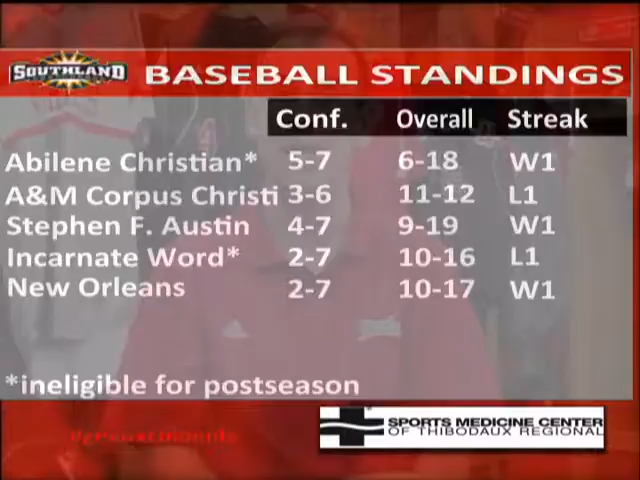 SOUTHLAND BASEBALL STANDINGS
Conf. Overall Streak
Abilene Christian* 5-7 6-18 W1
A&M Corpus Christi 3-6 11-12 L1
Stephen F. Austin 4-7 9-19 W1
Incarnate Word* 2-7 10-16 L1
New Orleans 2-7 10-17 W1
*ineligible for postseason
SPORTS MEDICINE CENTER
OF THIBODAUX REGIONAL